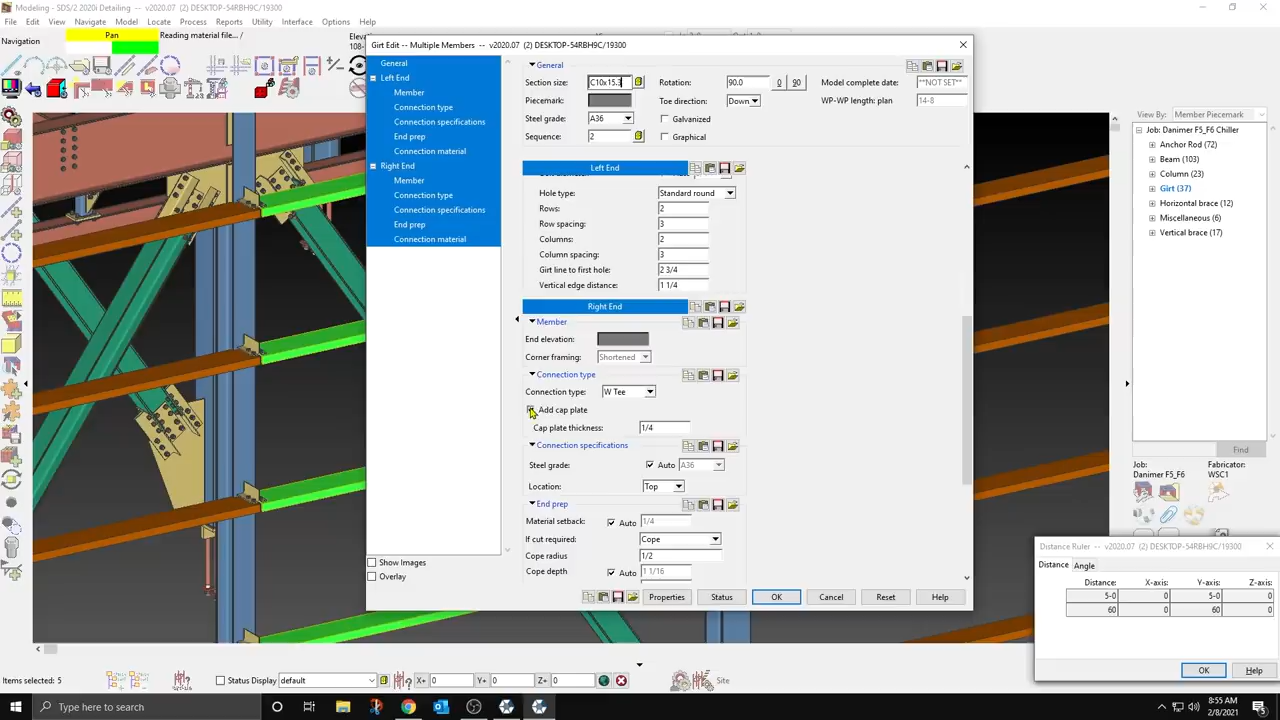 Modeling -- SDS/2 2020i Detailing -- v2020.07 (2) DESKTOP-54RBH9C/19300
File Edit View Navigate Model Locate Process Reports Utility Interface Options Help
Navigation
Pan
Reading material file... /
Elevat
108-
Girt Edit -- Multiple Members -- v2020.07 (2) DESKTOP-54RBH9C/19300
General
Left End
Member
Connection type
Connection specifications
End prep
Connection material
Right End
Member
Connection type
Connection specifications
End prep
Connection material
Show Images
Overlay
General
Section size: C10x15.3 Rotation: 90.0 0 90 Model complete date: **NOT SET**
Piecemark: Toe direction: Down WP-WP length: plan 14-8
Steel grade: A36 Galvanized
Sequence: 2 Graphical
Left End
Hole type: Standard round
Rows: 2
Row spacing: 3
Columns: 2
Column spacing: 3
Girt line to first hole: 2 3/4
Vertical edge distance: 1 1/4
Right End
Member
End elevation:
Corner framing: Shortened
Connection type
Connection type: W Tee
Add cap plate
Cap plate thickness: 1/4
Connection specifications
Steel grade: Auto A36
Location: Top
End prep
Material setback: Auto 1/4
If cut required: Cope
Cope radius 1/2
Cope depth Auto 1 1/16
Properties Status OK Cancel Reset Help
View By: Member Piecemark
Job: Danimer F5_F6 Chiller
Anchor Rod (72)
Beam (103)
Column (23)
Girt (37)
Horizontal brace (12)
Miscellaneous (6)
Vertical brace (17)
Find
Job: Fabricator:
Danimer F5_F6 WSC1
Distance Ruler -- v2020.07 (2) DESKTOP-54RBH9C/19300
Distance Angle
Distance: X-axis: Y-axis: Z-axis:
5-0 0 5-0 0
60 0 60 0
OK Help
Items selected: 5
Status Display default X+ 0 Y+ 0 Z+ 0 Site
Type here to search
8:55 AM
2/8/2021